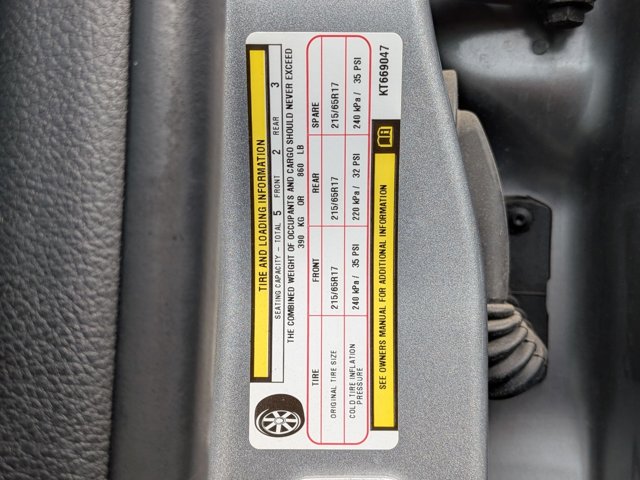 TIRE AND LOADING INFORMATION
SEATING CAPACITY - TOTAL 5 FRONT 2 REAR 3
THE COMBINED WEIGHT OF OCCUPANTS AND CARGO SHOULD NEVER EXCEED
390 KG OR 860 LB
TIRE FRONT REAR SPARE
ORIGINAL TIRE SIZE 215/65R17 215/65R17 215/65R17
COLD TIRE INFLATION PRESSURE 240 kPa / 35 PSI 220 kPa / 32 PSI 240 kPa / 35 PSI
SEE OWNERS MANUAL FOR ADDITIONAL INFORMATION
KT669047